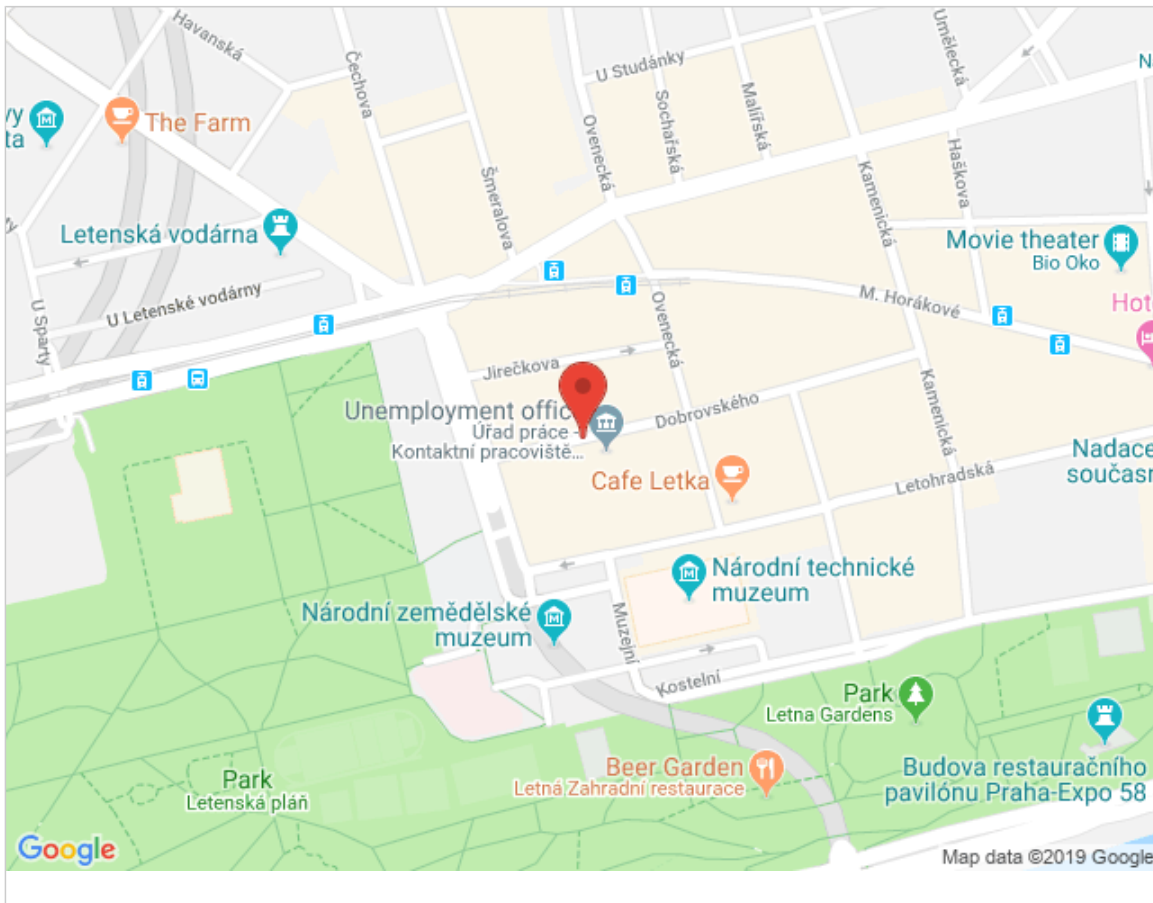 Havanská
Čechova
U Studánky
Umělecká
Malířská
Sochařská
Ovenecká
The Farm
Šmeralova
Kamenická
Haškova
Letenská vodárna
Movie theater
Bio Oko
U Letenské vodárny
U Sparty
Ovenecká
M. Horákové
Jirečkova
Kamenická
Unemployment offic
Úřad práce -
Kontaktní pracoviště...
Dobrovského
Cafe Letka
Letohradská
Nadace
současr
Národní technické
muzeum
Národní zemědělské
muzeum
Muzejní
Kostelní
Park
Letna Gardens
Beer Garden
Letná Zahradní restaurace
Park
Letenská pláň
Budova restauračního
pavilónu Praha-Expo 58
Google
Map data ©2019 Google